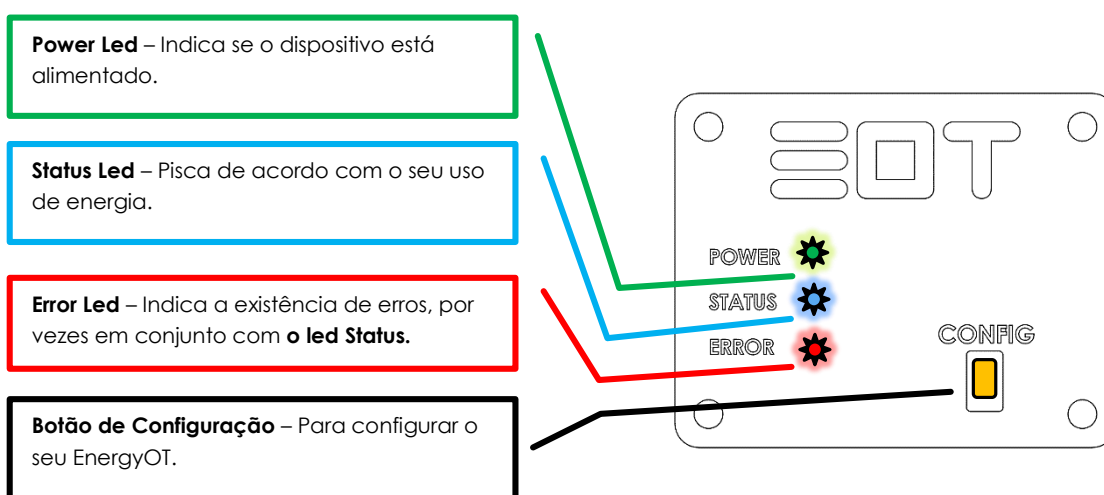 Power Led – Indica se o dispositivo está
alimentado.
Status Led – Pisca de acordo com o seu uso
de energia.
Error Led – Indica a existência de erros, por
vezes em conjunto com o led Status.
Botão de Configuração – Para configurar o
seu EnergyOT.
EOT
POWER
STATUS
ERROR
CONFIG